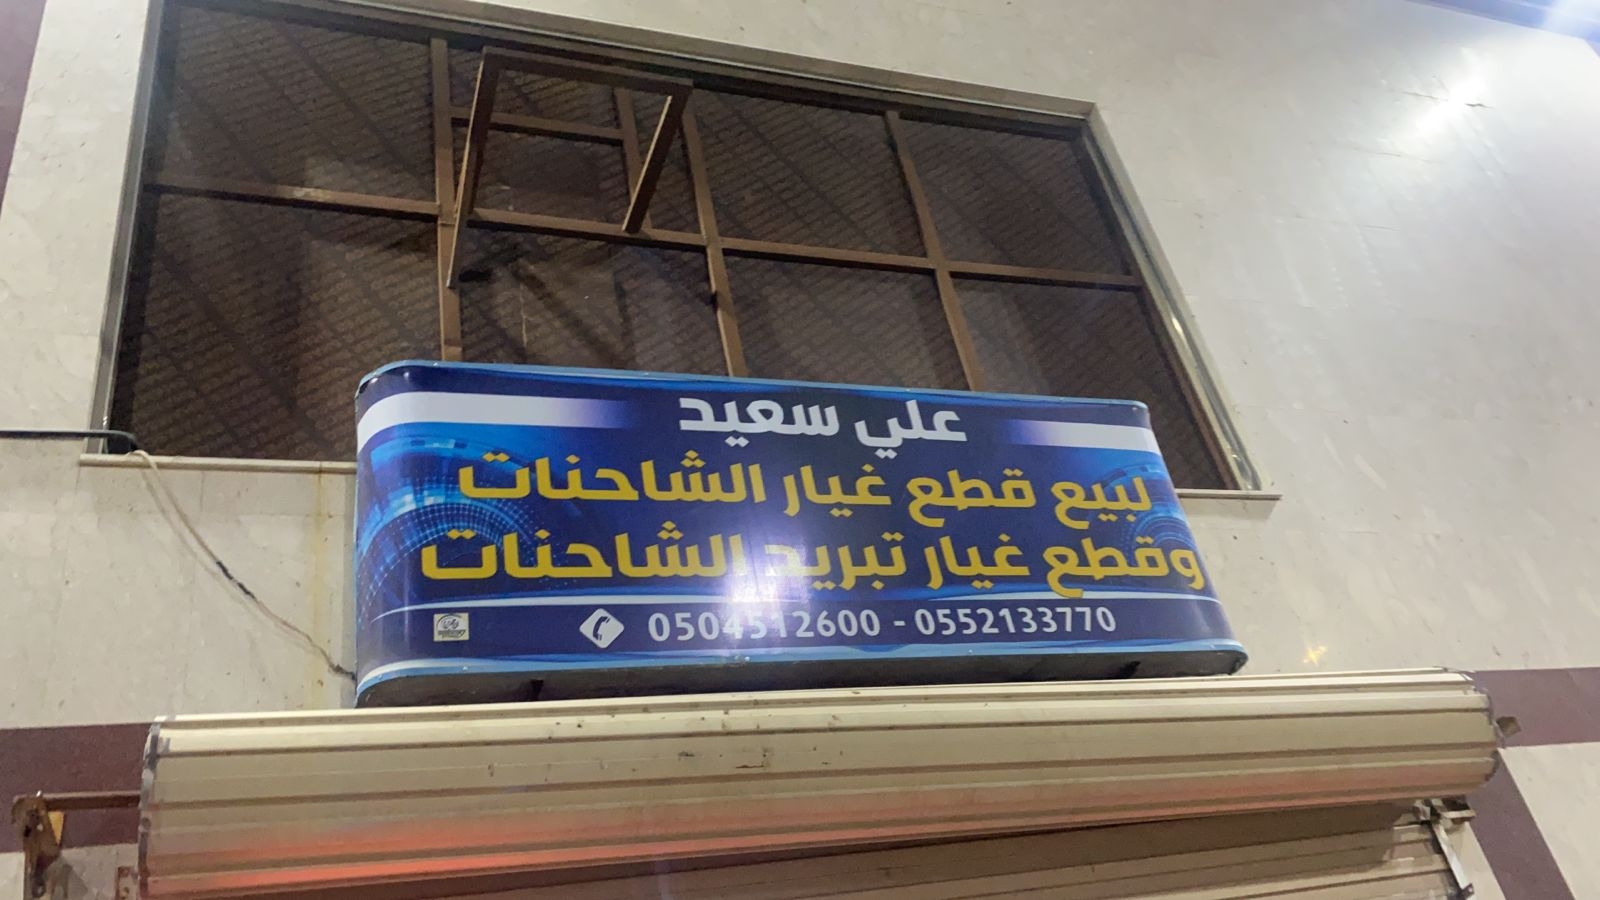 علي سعيد
لبيع قطع غيار الشاحنات
وقطع غيار تبريد الشاحنات
0504512600 - 0552133770